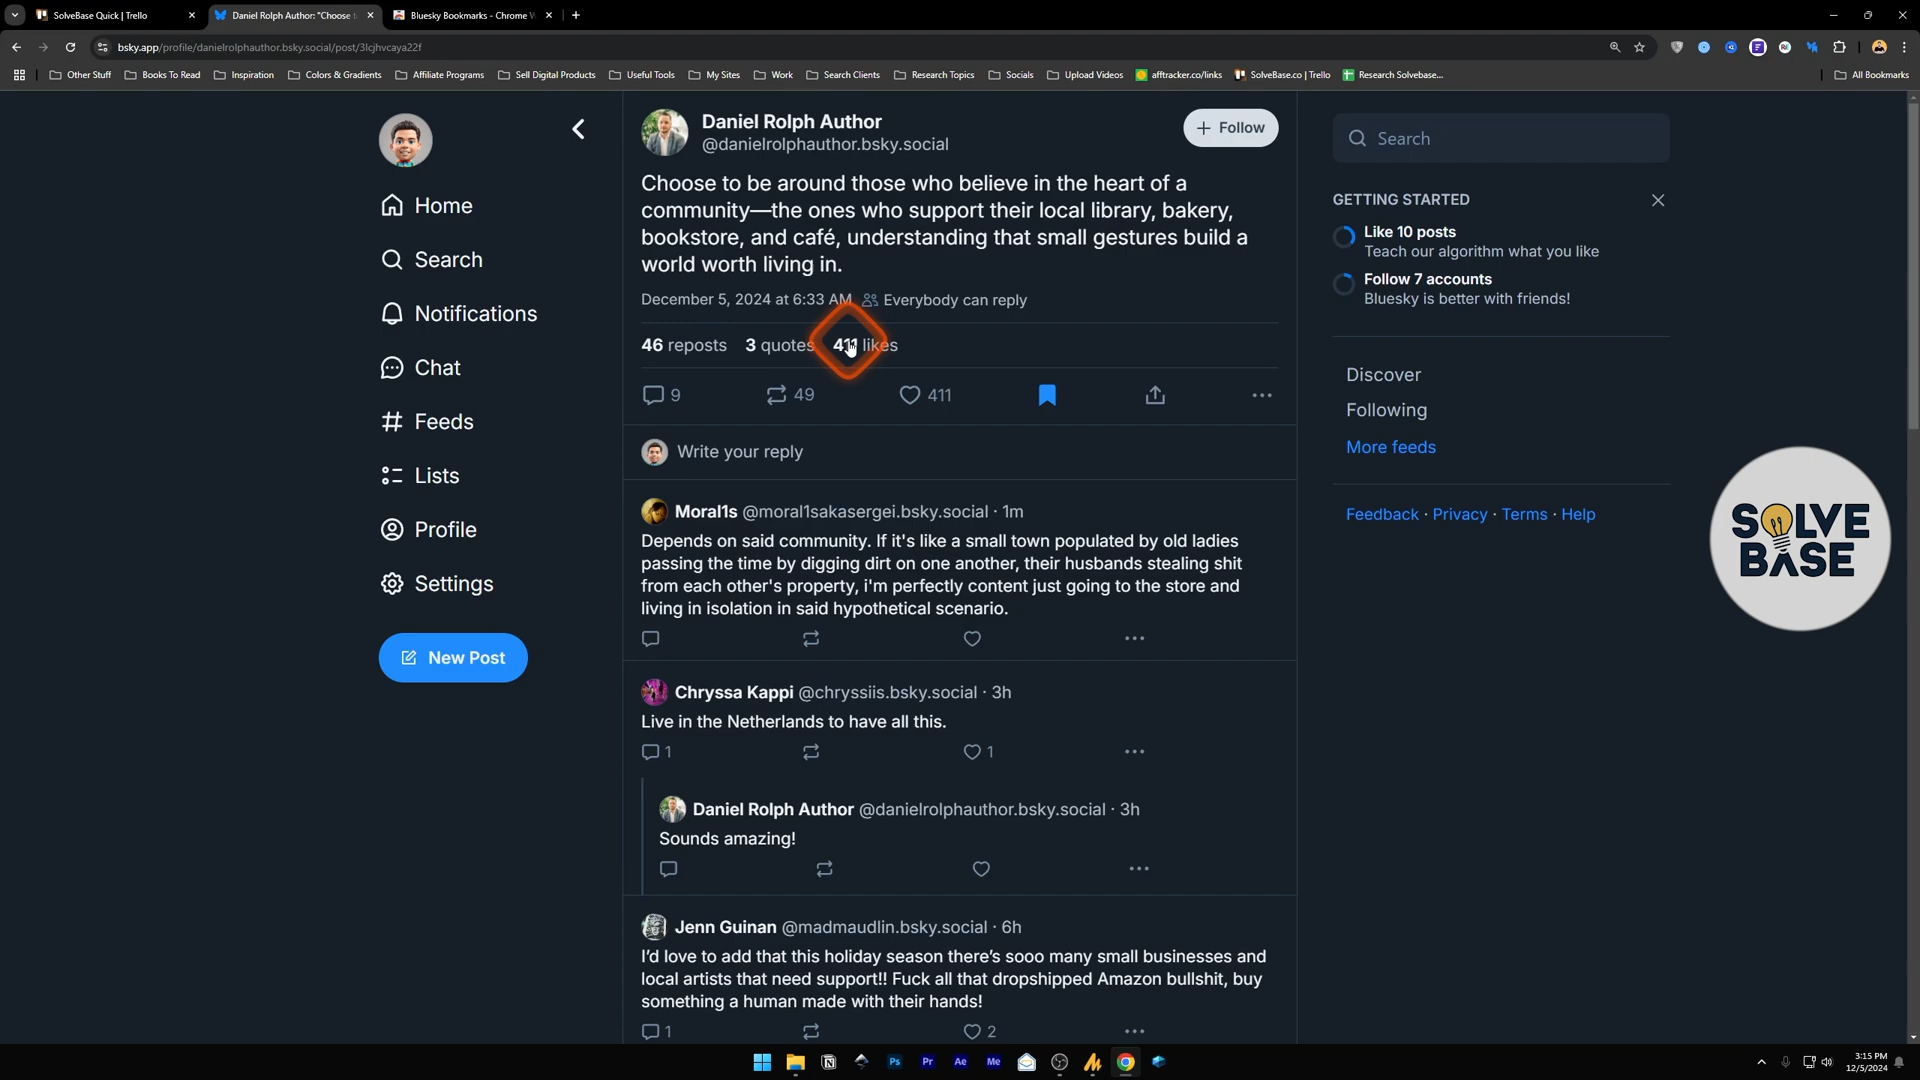 SolveBase Quick | Trello
Daniel Rolph Author: "Choose t
Bluesky Bookmarks - Chrome W
bsky.app/profile/danielrolphauthor.bsky.social/post/3lcjhvcaya22f
Other Stuff
Books To Read
Inspiration
Colors & Gradients
Affiliate Programs
Sell Digital Products
Useful Tools
My Sites
Work
Search Clients
Research Topics
Socials
Upload Videos
afftracker.co/links
SolveBase.co | Trello
Research Solvebase...
All Bookmarks
Home
Search
Notifications
Chat
Feeds
Lists
Profile
Settings
New Post
Daniel Rolph Author
@danielrolphauthor.bsky.social
+ Follow
Choose to be around those who believe in the heart of a
community—the ones who support their local library, bakery,
bookstore, and café, understanding that small gestures build a
world worth living in.
December 5, 2024 at 6:33 AM
Everybody can reply
46 reposts 3 quotes 411 likes
9
49
411
Write your reply
Moral1s @moral1sakasergei.bsky.social · 1m
Depends on said community. If it's like a small town populated by old ladies
passing the time by digging dirt on one another, their husbands stealing shit
from each other's property, i'm perfectly content just going to the store and
living in isolation in said hypothetical scenario.
Chryssa Kappi @chryssiis.bsky.social · 3h
Live in the Netherlands to have all this.
1
1
Daniel Rolph Author @danielrolphauthor.bsky.social · 3h
Sounds amazing!
Jenn Guinan @madmaudlin.bsky.social · 6h
I'd love to add that this holiday season there's sooo many small businesses and
local artists that need support!! Fuck all that dropshipped Amazon bullshit, buy
something a human made with their hands!
1
2
Search
GETTING STARTED
Like 10 posts
Teach our algorithm what you like
Follow 7 accounts
Bluesky is better with friends!
Discover
Following
More feeds
Feedback · Privacy · Terms · Help
SOLVE
BASE
Ps
Pr
Ae
Me
3:15 PM
12/5/2024